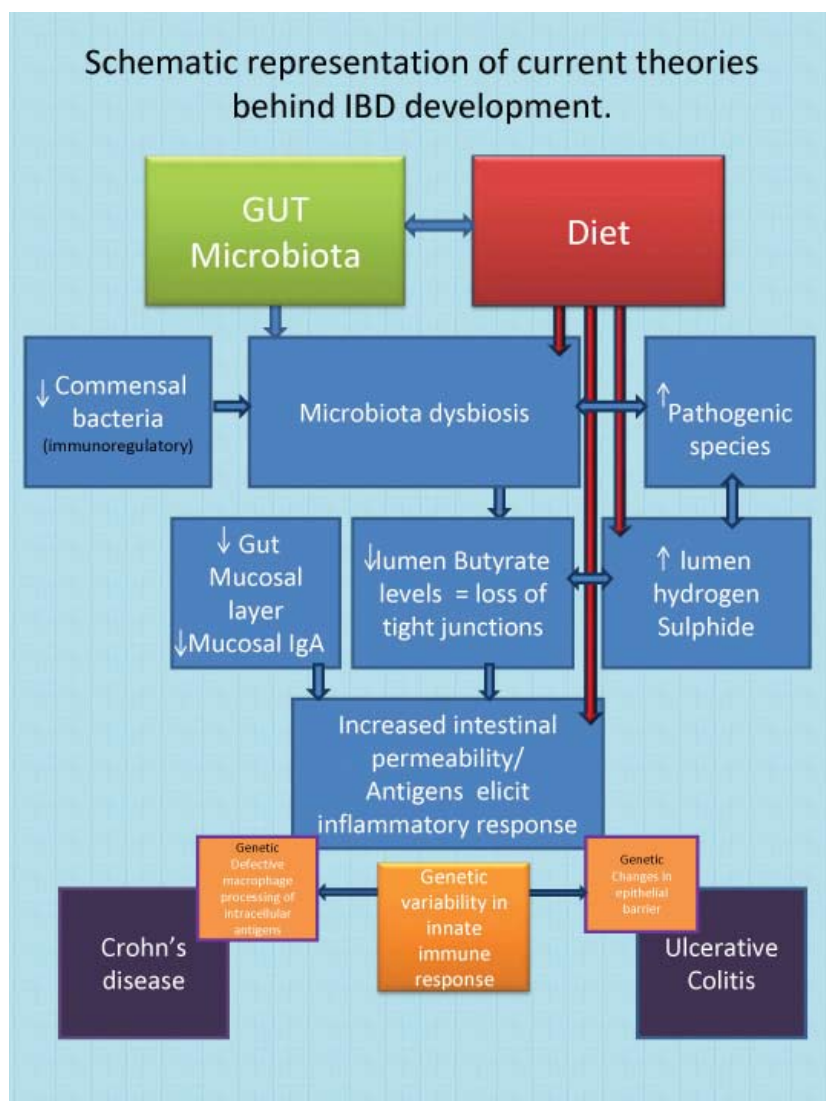 Schematic representation of current theories
behind IBD development.
GUT
Microbiota
Diet
↓ Commensal
bacteria
(immunoregulatory)
Microbiota dysbiosis
↑
Pathogenic
species
↓ Gut
Mucosal
layer
↓Mucosal IgA
↓lumen Butyrate
levels = loss of
tight junctions
↑ lumen
hydrogen
Sulphide
Increased intestinal
permeability/
Antigens elicit
inflammatory response
Genetic
Defective
macrophage
processing of
intracellular
antigens
Genetic
variability in
innate
immune
response
Genetic
Changes in
epithelial
barrier
Crohn's
disease
Ulcerative
Colitis